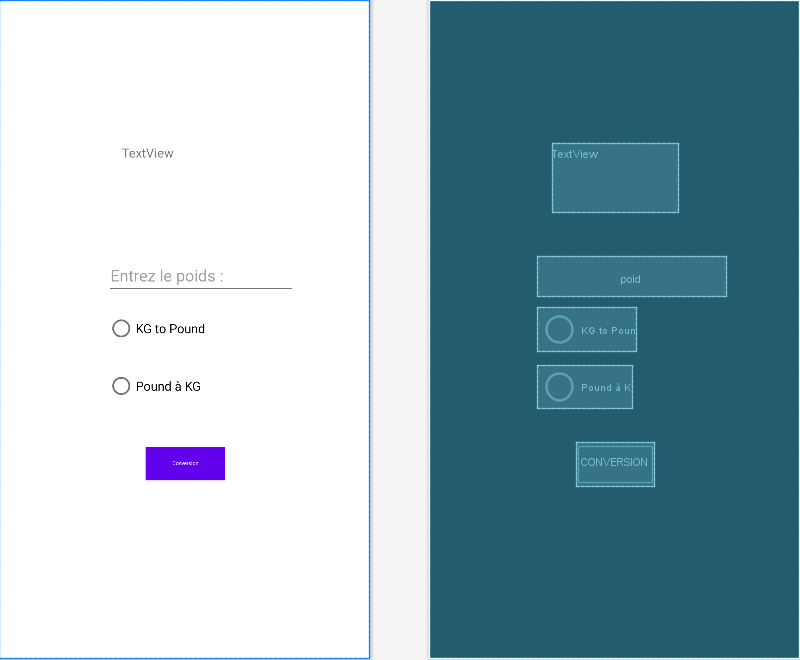 TextView
Entrez le poids :
KG to Pound
Pound à KG
Conversion
TextView
poid
KG to Poun
Pound à K
CONVERSION